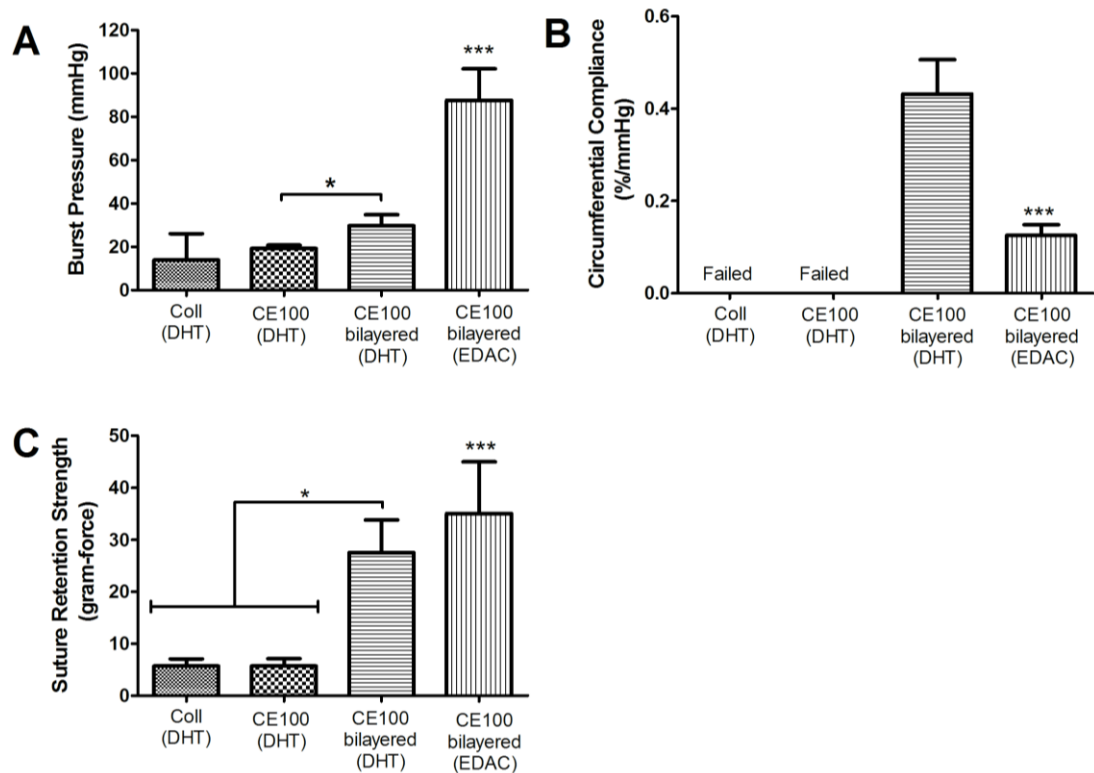 A
Burst Pressure (mmHg)
120
100
80
60
40
20
0
*
***
Coll
(DHT)
CE100
(DHT)
CE100
bilayered
(DHT)
CE100
bilayered
(EDAC)
B
Circumferential Compliance
(%/mmHg)
0.6
0.4
0.2
0.0
Failed
Failed
***
Coll
(DHT)
CE100
(DHT)
CE100
bilayered
(DHT)
CE100
bilayered
(EDAC)
C
Suture Retention Strength
(gram-force)
50
40
30
20
10
0
*
***
Coll
(DHT)
CE100
(DHT)
CE100
bilayered
(DHT)
CE100
bilayered
(EDAC)